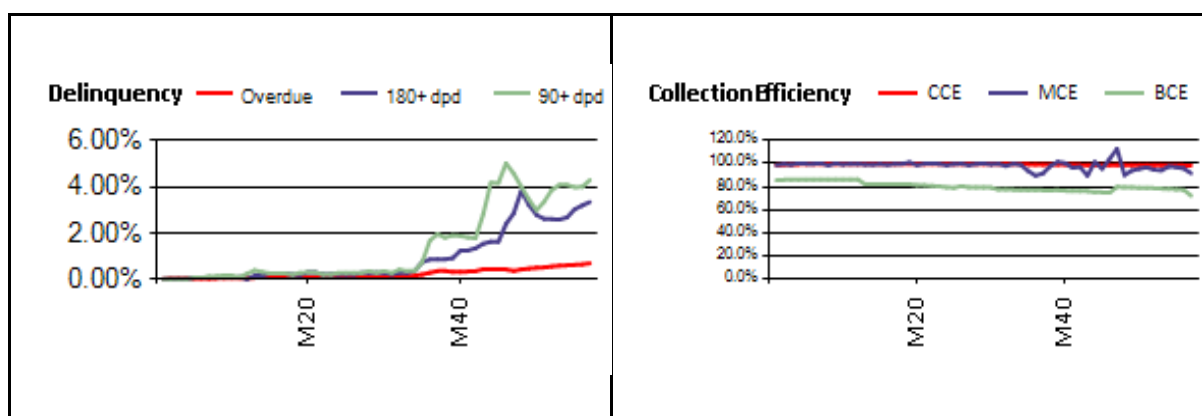 Delinquency Overdue 180+ dpd 90+ dpd
6.00%
4.00%
2.00%
0.00%
M20
M40
Collection Efficiency CCE MCE BCE
120.0%
100.0%
80.0%
60.0%
40.0%
20.0%
0.0%
M20
M40